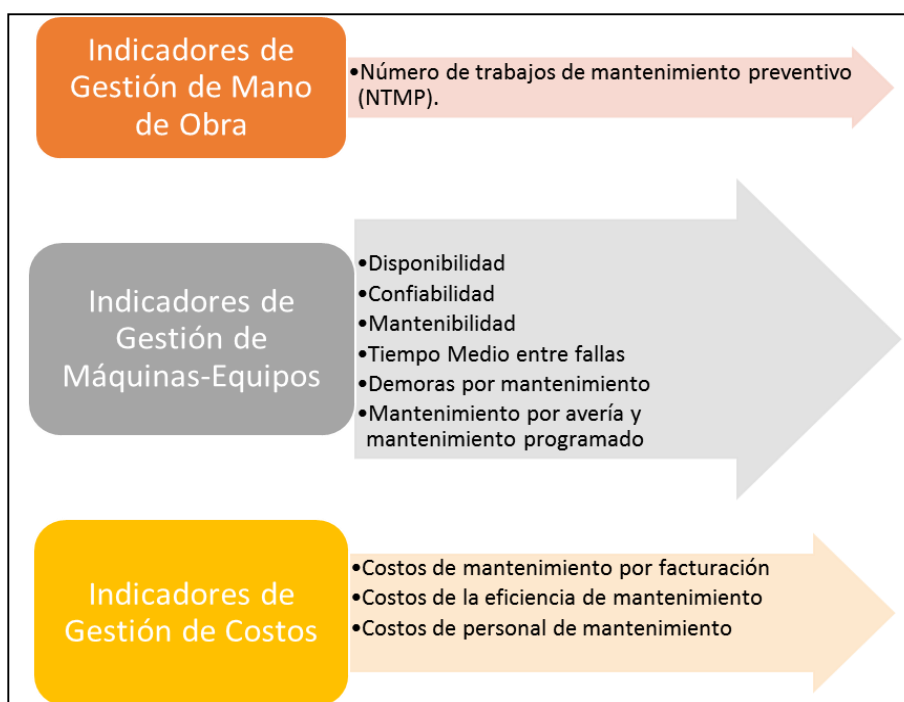 Indicadores de
Gestión de Mano
de Obra
•Número de trabajos de mantenimiento preventivo
(NTMP).
Indicadores de
Gestión de
Máquinas-Equipos
•Disponibilidad
•Confiabilidad
•Mantenibilidad
•Tiempo Medio entre fallas
•Demoras por mantenimiento
•Mantenimiento por avería y
mantenimiento programado
Indicadores de
Gestión de Costos
•Costos de mantenimiento por facturación
•Costos de la eficiencia de mantenimiento
•Costos de personal de mantenimiento